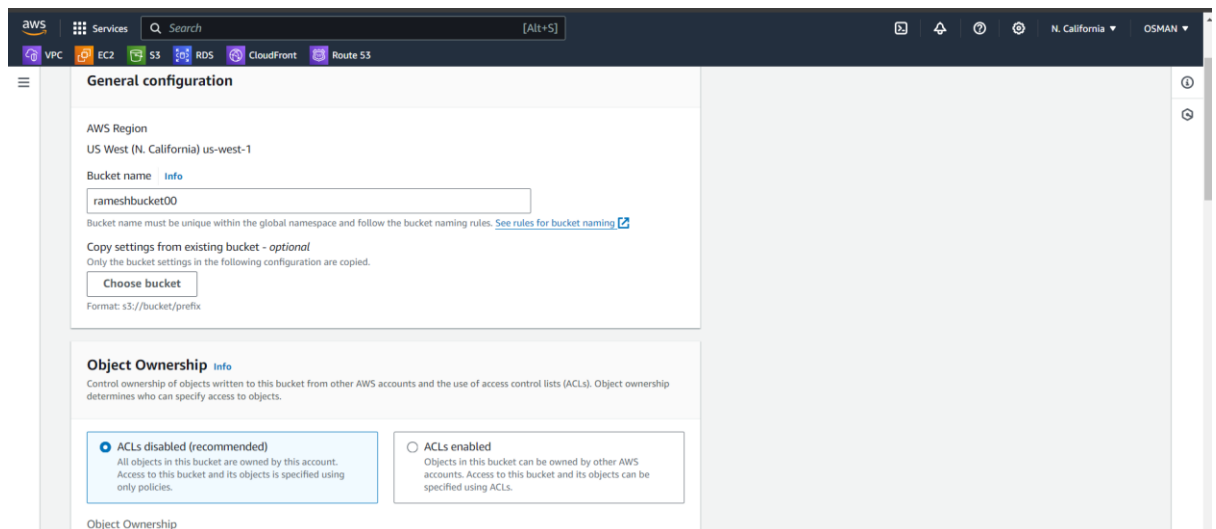 aws Services Search [Alt+S] N. California OSMAN
VPC EC2 S3 RDS CloudFront Route 53
General configuration
AWS Region
US West (N. California) us-west-1
Bucket name Info
rameshbucket00
Bucket name must be unique within the global namespace and follow the bucket naming rules. See rules for bucket naming
Copy settings from existing bucket - optional
Only the bucket settings in the following configuration are copied.
Choose bucket
Format: s3://bucket/prefix
Object Ownership Info
Control ownership of objects written to this bucket from other AWS accounts and the use of access control lists (ACLs). Object ownership
determines who can specify access to objects.
ACLs disabled (recommended)
All objects in this bucket are owned by this account.
Access to this bucket and its objects is specified using
only policies.
ACLs enabled
Objects in this bucket can be owned by other AWS
accounts. Access to this bucket and its objects can be
specified using ACLs.
Object Ownership